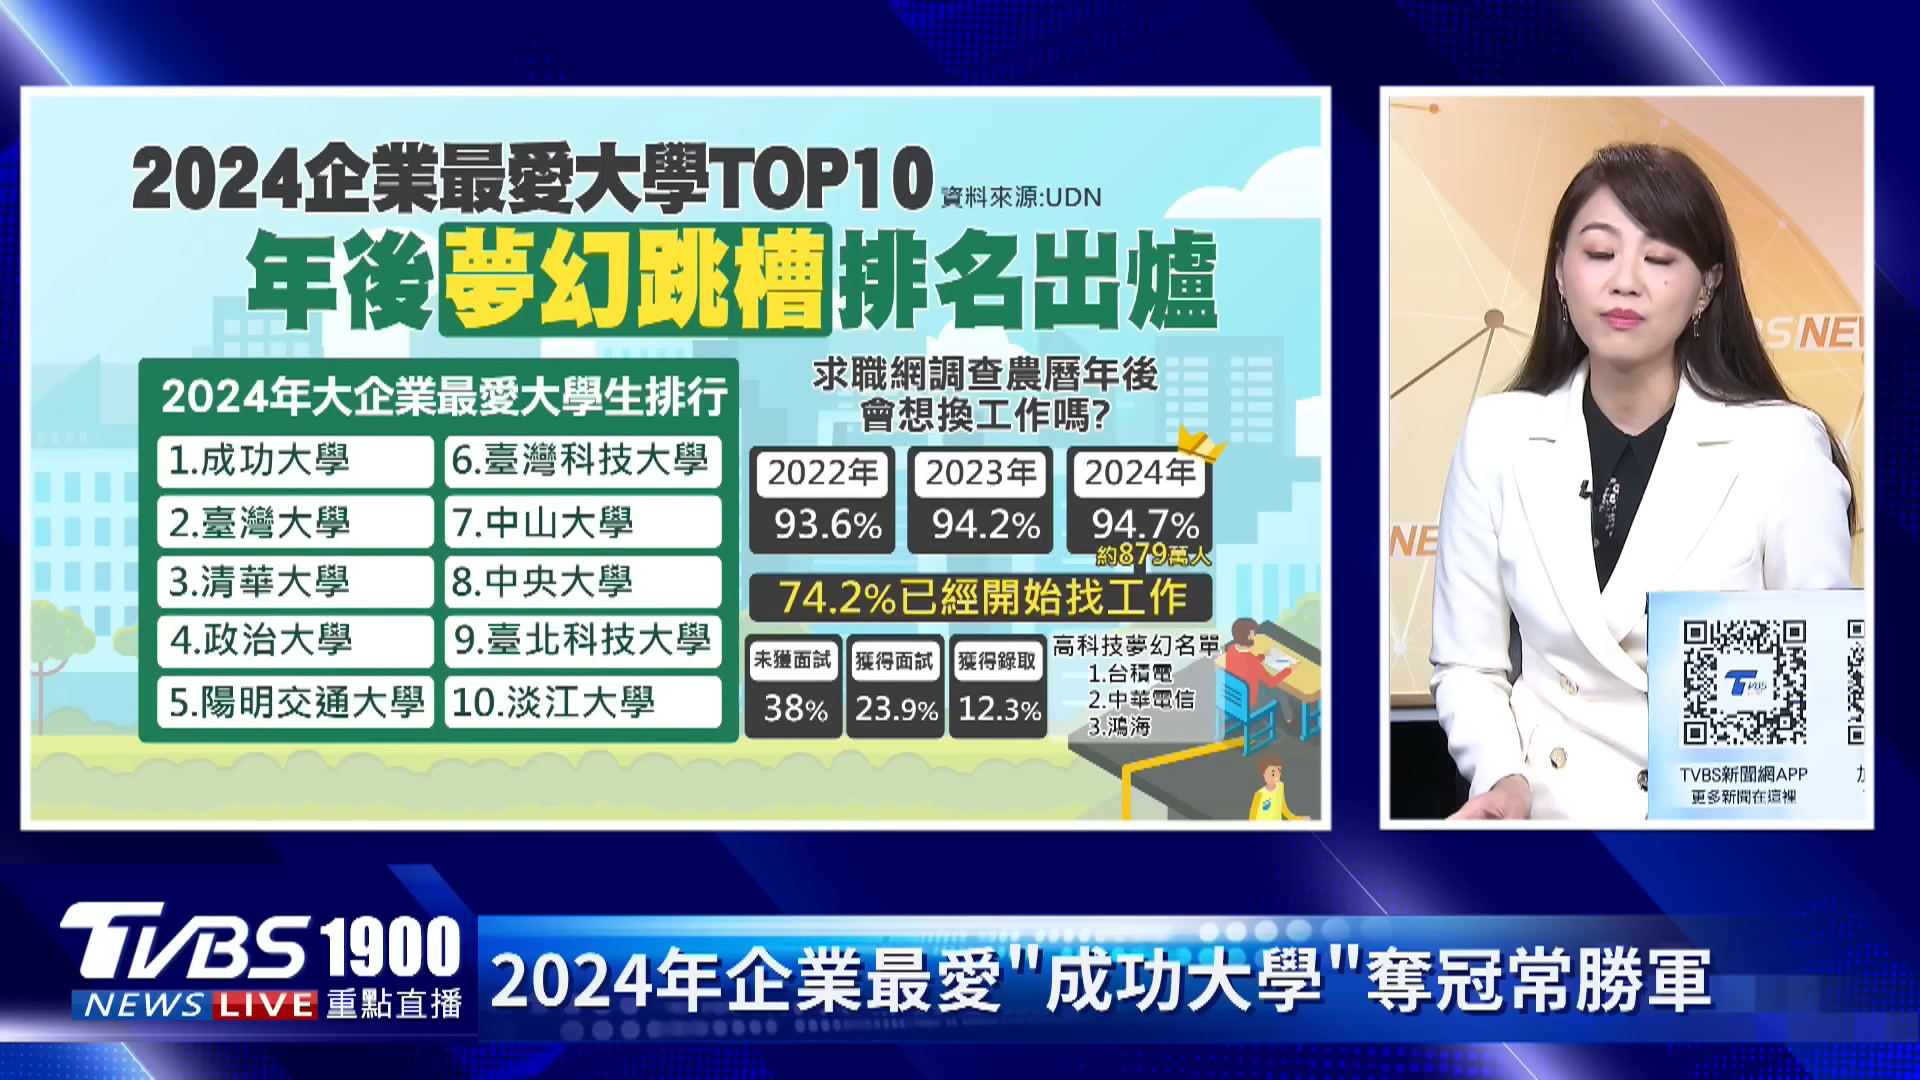 2024企業最愛大學TOP10 資料來源:UDN
年後夢幻跳槽排名出爐
2024年大企業最愛大學生排行
1.成功大學
2.臺灣大學
3.清華大學
4.政治大學
5.陽明交通大學
6.臺灣科技大學
7.中山大學
8.中央大學
9.臺北科技大學
10.淡江大學
求職網調查農曆年後
會想換工作嗎?
2022年
93.6%
2023年
94.2%
2024年
94.7%
約879萬人
74.2%已經開始找工作
未獲面試
38%
獲得面試
23.9%
獲得錄取
12.3%
高科技夢幻名單
1.台積電
2.中華電信
3.鴻海
BS NEW
NE
TVBS
TVBS新聞網APP
更多新聞在這裡
TVBS 1900
NEWS LIVE 重點直播
2024年企業最愛"成功大學"奪冠常勝軍